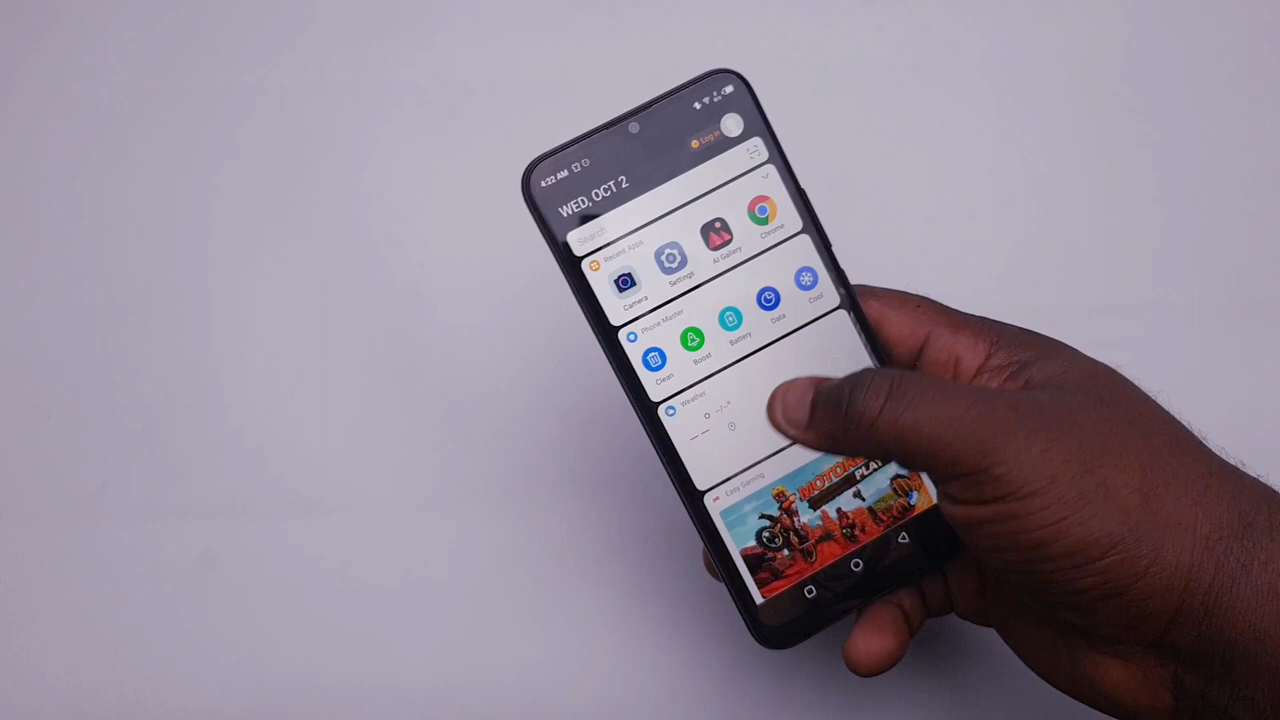 4:22 AM
Log in
WED, OCT 2
Search
Recent Apps
Camera
Settings
AI Gallery
Chrome
Phone Master
Clean
Boost
Battery
Data
Cool
Weather
--/--°
Easy Gaming
PLAY